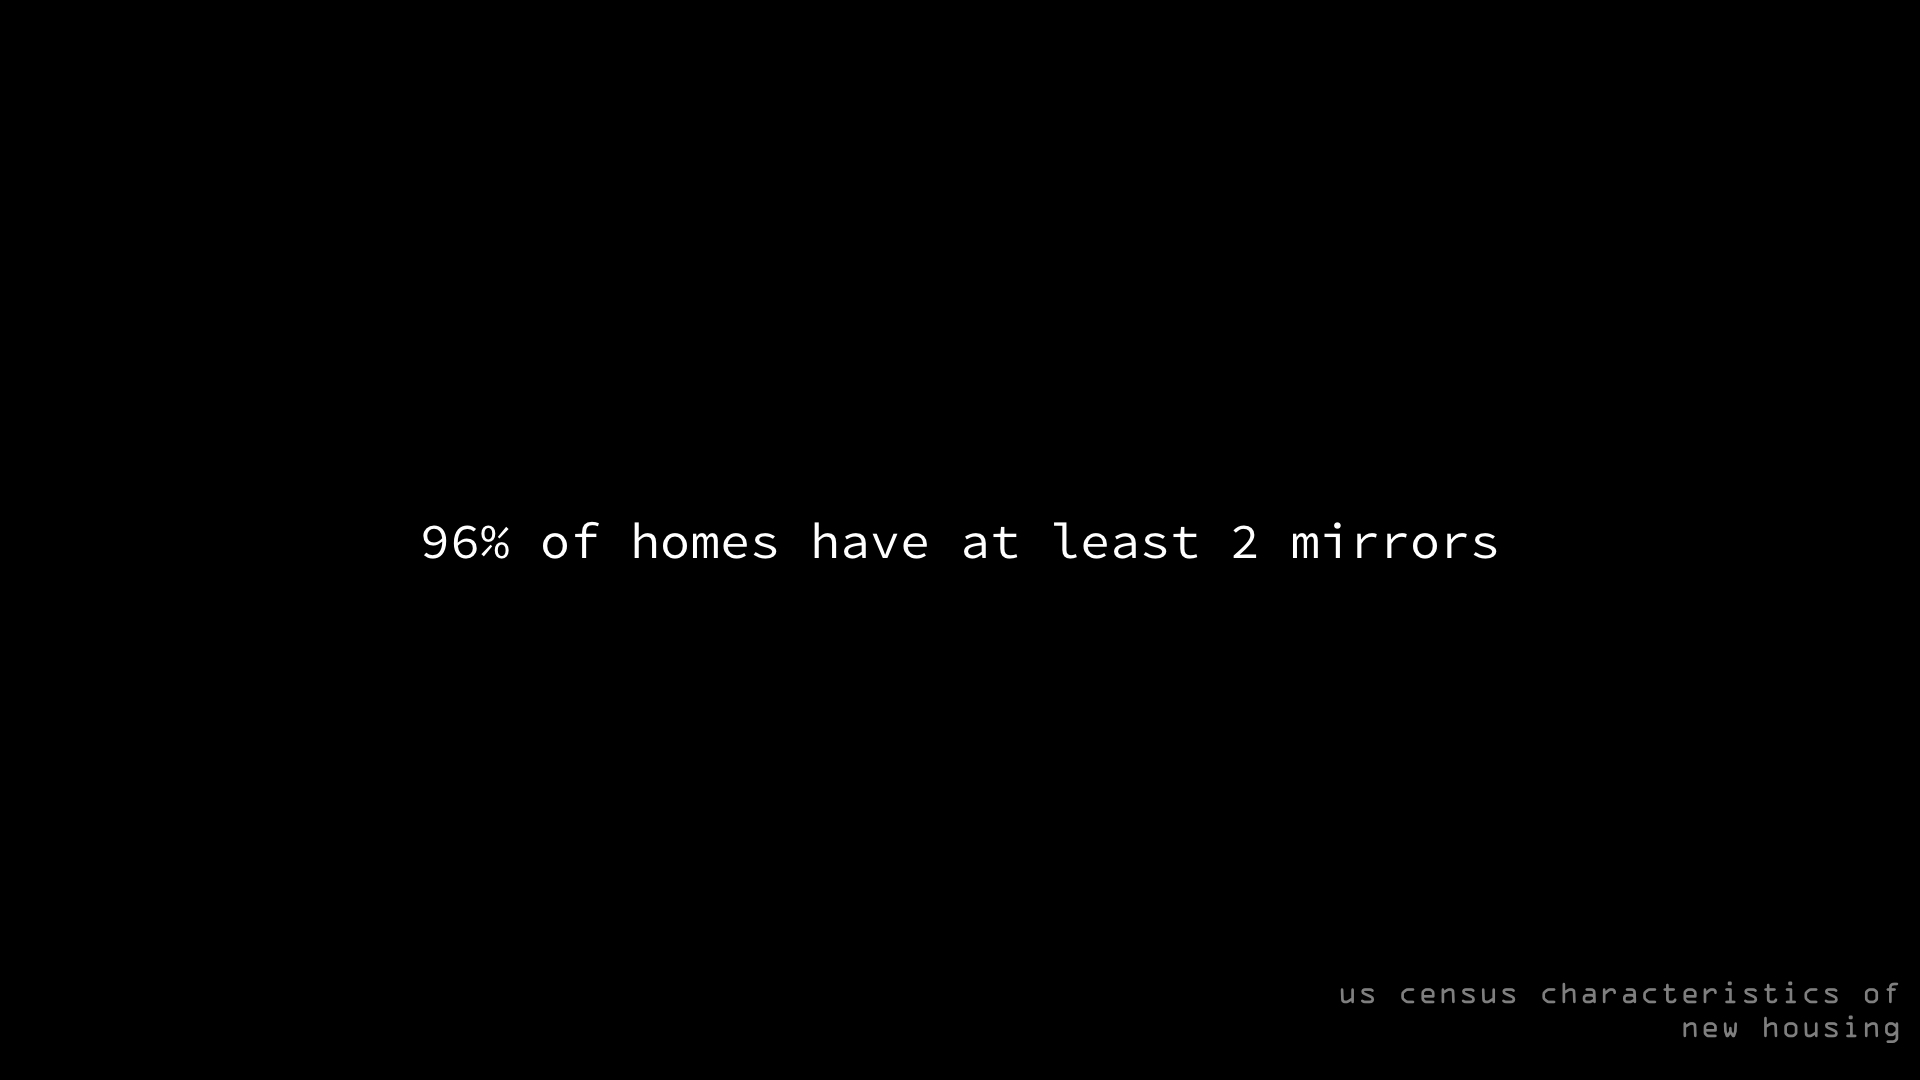 96% of homes have at least 2 mirrors
us census characteristics of
new housing